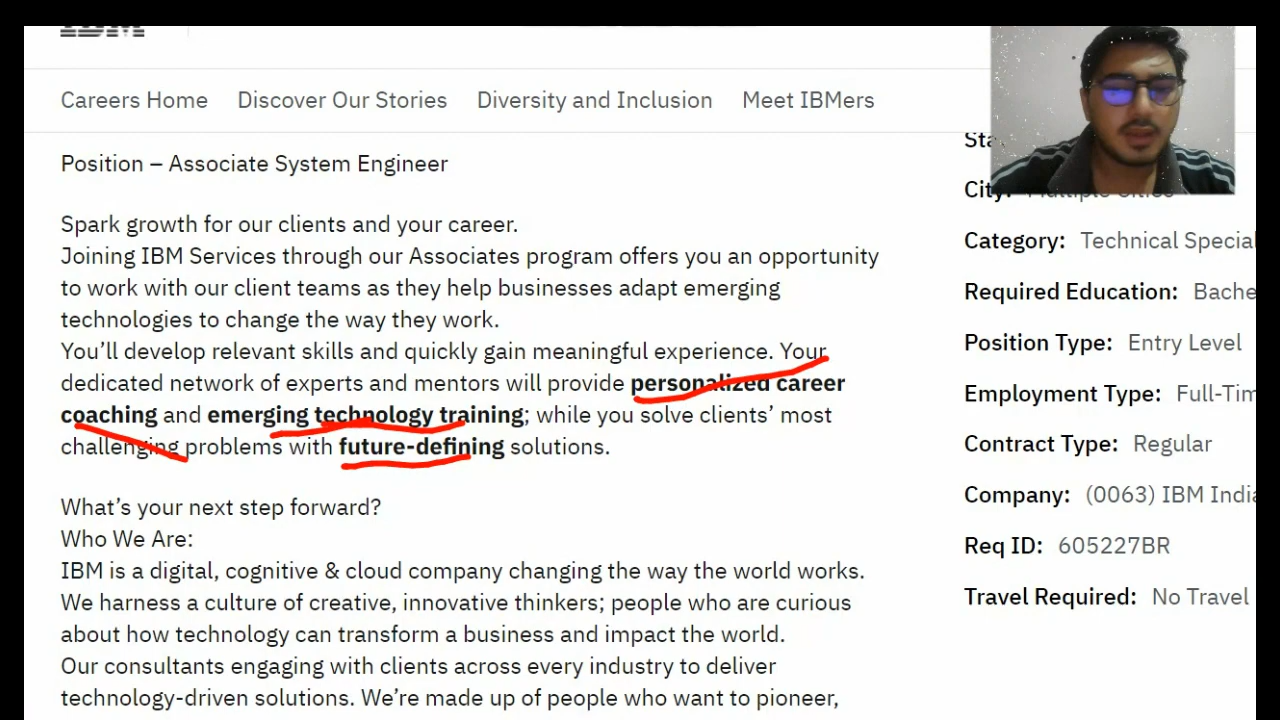 IBM
Careers Home Discover Our Stories Diversity and Inclusion Meet IBMers
Position – Associate System Engineer
Spark growth for our clients and your career.
Joining IBM Services through our Associates program offers you an opportunity
to work with our client teams as they help businesses adapt emerging
technologies to change the way they work.
You’ll develop relevant skills and quickly gain meaningful experience. Your
dedicated network of experts and mentors will provide personalized career
coaching and emerging technology training; while you solve clients’ most
challenging problems with future-defining solutions.
What’s your next step forward?
Who We Are:
IBM is a digital, cognitive & cloud company changing the way the world works.
We harness a culture of creative, innovative thinkers; people who are curious
about how technology can transform a business and impact the world.
Our consultants engaging with clients across every industry to deliver
technology-driven solutions. We’re made up of people who want to pioneer,
City: Multiple Cities
Category: Technical Special
Required Education: Bache
Position Type: Entry Level
Employment Type: Full-Tim
Contract Type: Regular
Company: (0063) IBM India
Req ID: 605227BR
Travel Required: No Travel